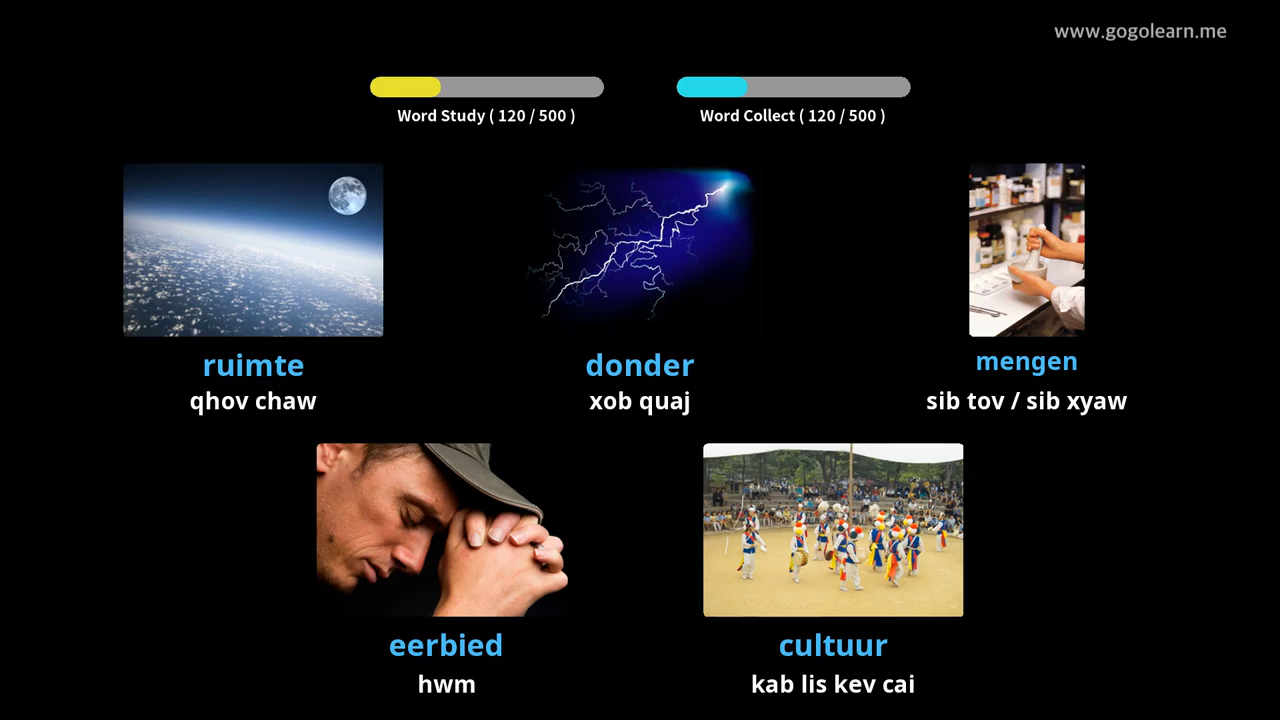 www.gogolearn.me
Word Study ( 120 / 500 )
Word Collect ( 120 / 500 )
ruimte
qhov chaw
donder
xob quaj
mengen
sib tov / sib xyaw
eerbied
hwm
cultuur
kab lis kev cai